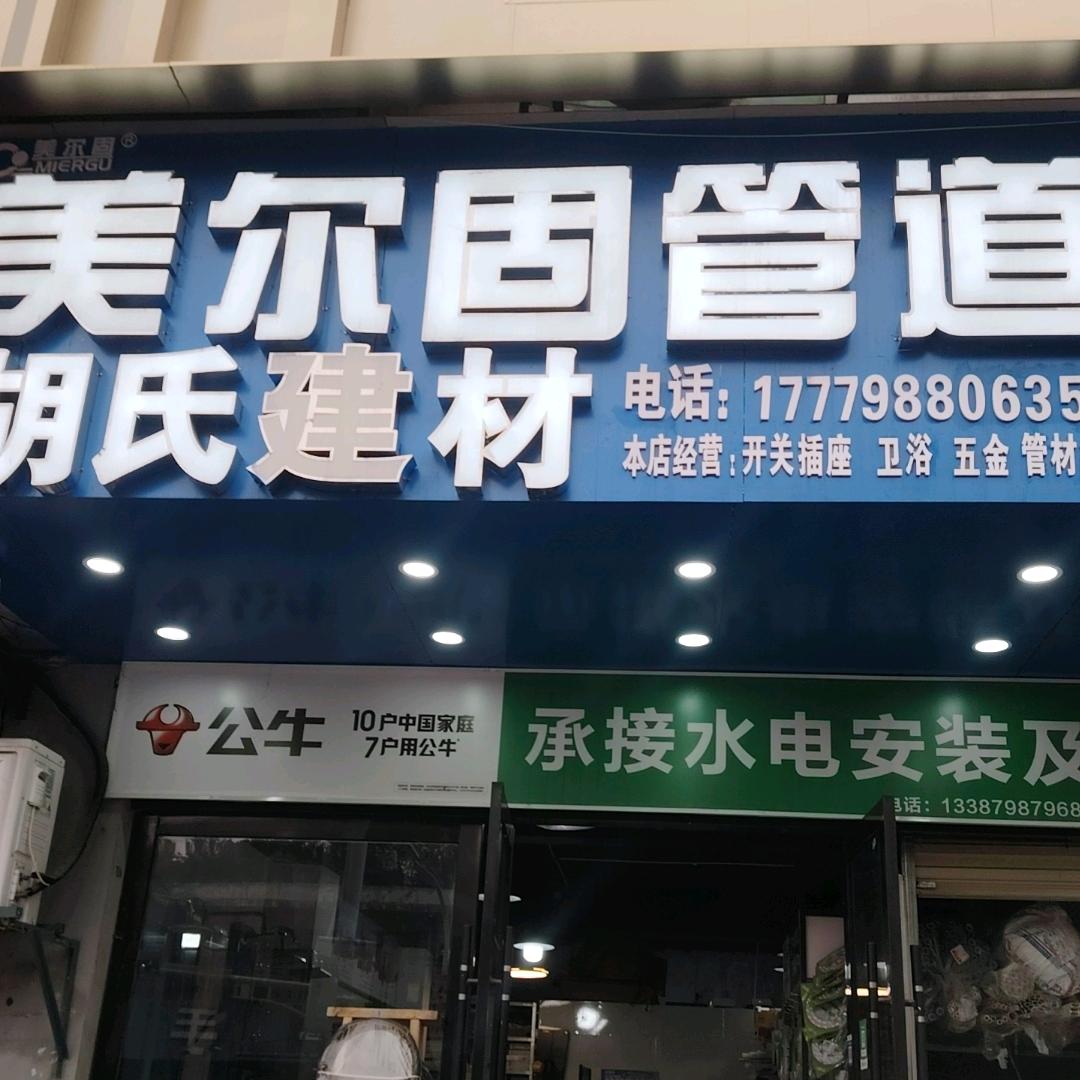 美尔固®
MIERGU
美尔固管道
胡氏建材
电话：17779880635
本店经营：开关插座 卫浴 五金 管材
公牛
10户中国家庭
7户用公牛
承接水电安装及
电话：13387987968